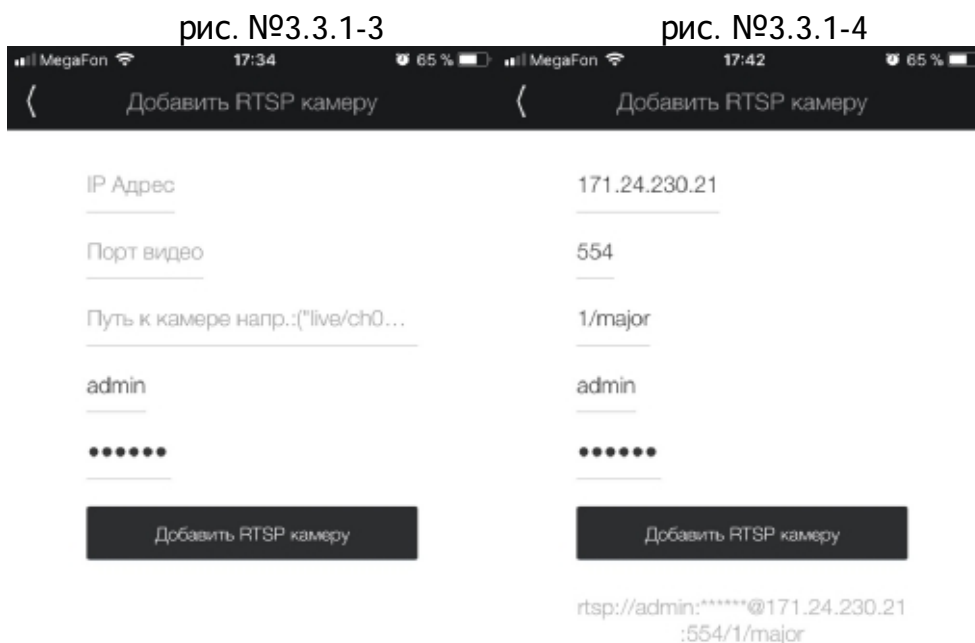 рис. №3.3.1-3
MegaFon 17:34 65 %
Добавить RTSP камеру
IP Адрес
Порт видео
Путь к камере напр.:("live/ch0...
admin
••••••
Добавить RTSP камеру
рис. №3.3.1-4
MegaFon 17:42 65 %
Добавить RTSP камеру
171.24.230.21
554
1/major
admin
••••••
Добавить RTSP камеру
rtsp://admin:******@171.24.230.21
:554/1/major